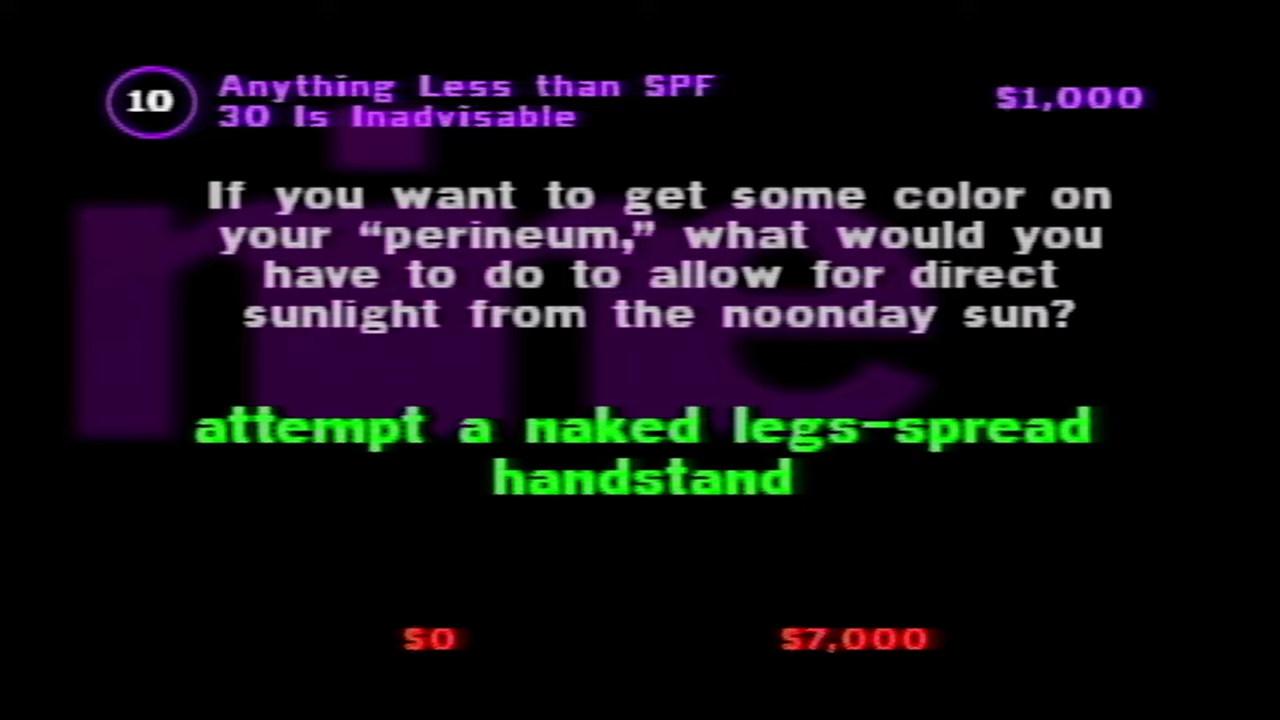 10
Anything Less than SPF
30 Is Inadvisable
$1,000
If you want to get some color on
your “perineum,” what would you
have to do to allow for direct
sunlight from the noonday sun?
attempt a naked legs-spread
handstand
$0
$7,000